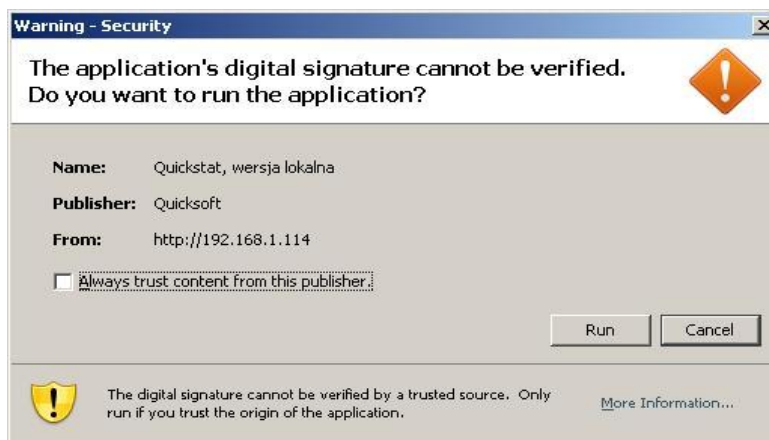 Warning - Security
The application's digital signature cannot be verified.
Do you want to run the application?
Name: Quickstat, wersja lokalna
Publisher: Quicksoft
From: http://192.168.1.114
Always trust content from this publisher.
Run Cancel
The digital signature cannot be verified by a trusted source. Only
run if you trust the origin of the application.
More Information...